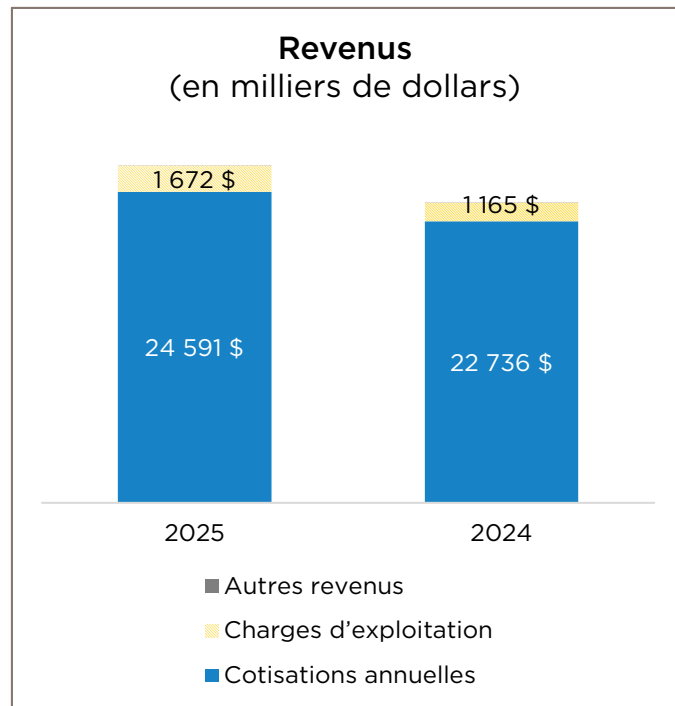 Revenus
(en milliers de dollars)
1 672 $
1 165 $
24 591 $
22 736 $
2025
2024
Autres revenus
Charges d’exploitation
Cotisations annuelles